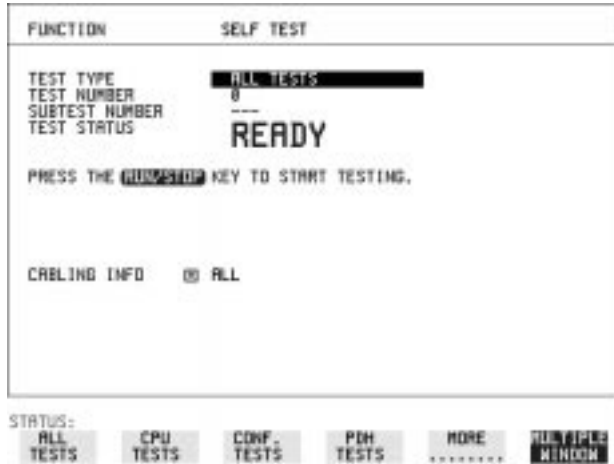 FUNCTION SELF TEST
TEST TYPE ALL TESTS
TEST NUMBER 0
SUBTEST NUMBER ---
TEST STATUS READY
PRESS THE RUN/STOP KEY TO START TESTING.
CABLING INFO ALL
STATUS:
ALL TESTS
CPU TESTS
CONF. TESTS
PDH TESTS
MORE ........
MULTIPLE WINDOW